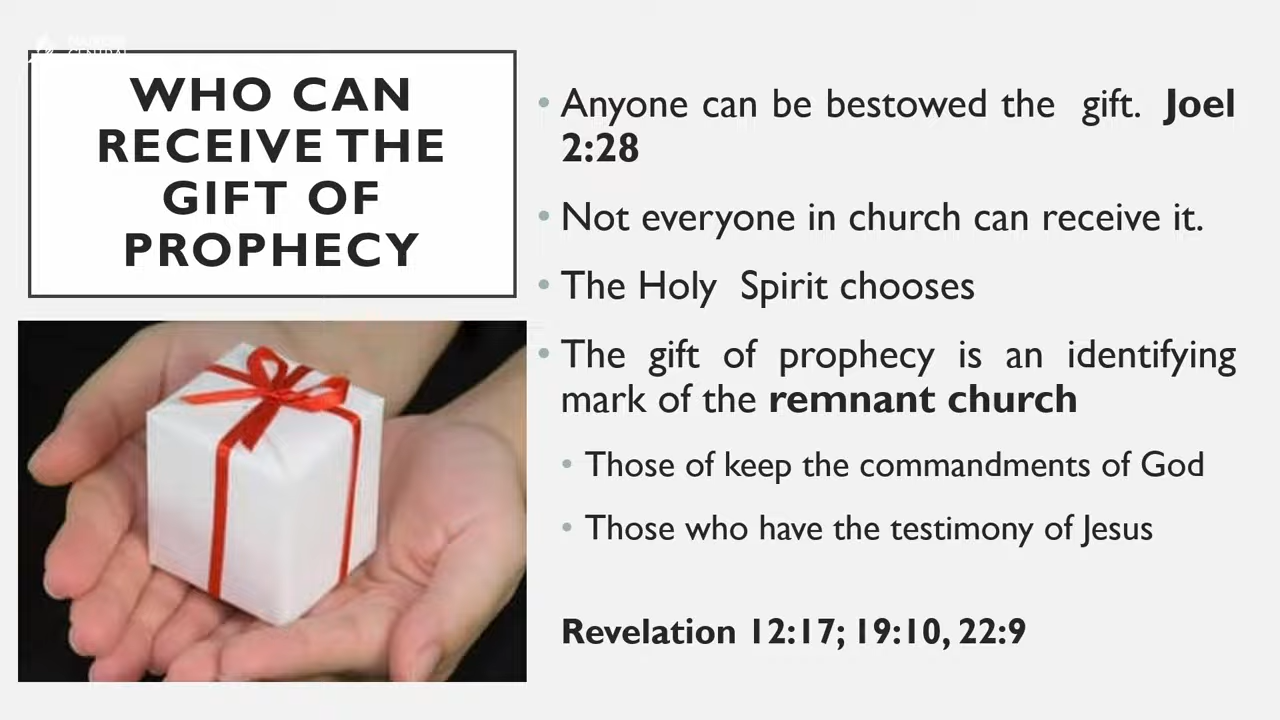 WHO CAN
RECEIVE THE
GIFT OF
PROPHECY
• Anyone can be bestowed the gift. Joel
2:28
• Not everyone in church can receive it.
• The Holy Spirit chooses
• The gift of prophecy is an identifying
mark of the remnant church
• Those of keep the commandments of God
• Those who have the testimony of Jesus
Revelation 12:17; 19:10, 22:9